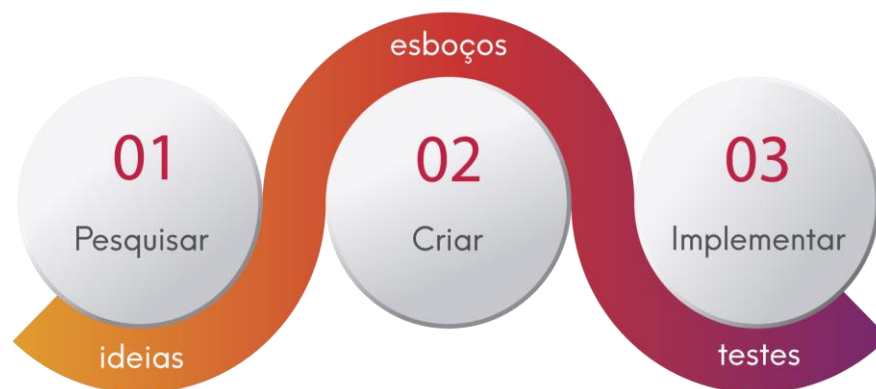 01
Pesquisar
ideias
esboços
02
Criar
03
Implementar
testes